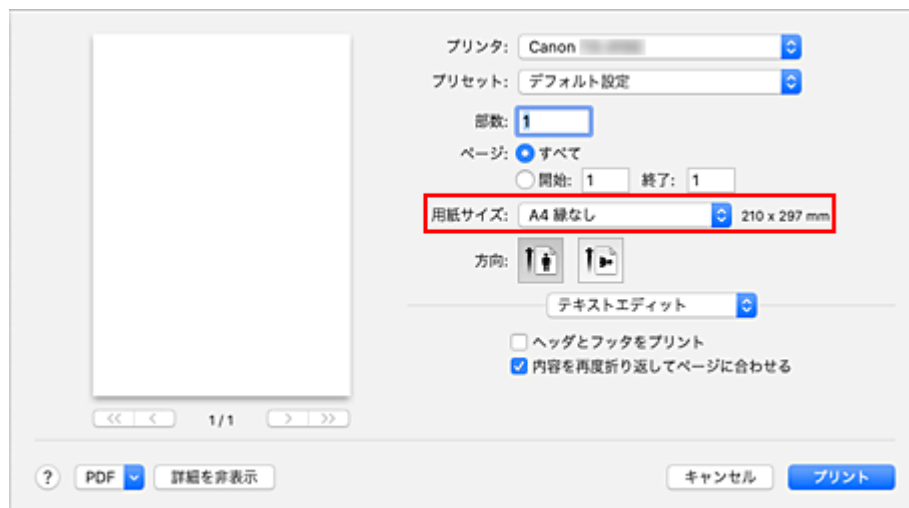 プリンタ: Canon
プリセット: デフォルト設定
部数: 1
ページ: すべて
開始: 1 終了: 1
用紙サイズ: A4 縁なし 210 x 297 mm
方向:
テキストエディット
ヘッダとフッタをプリント
内容を再度折り返してページに合わせる
<< < 1/1 > >>
? PDF 詳細を非表示 キャンセル プリント